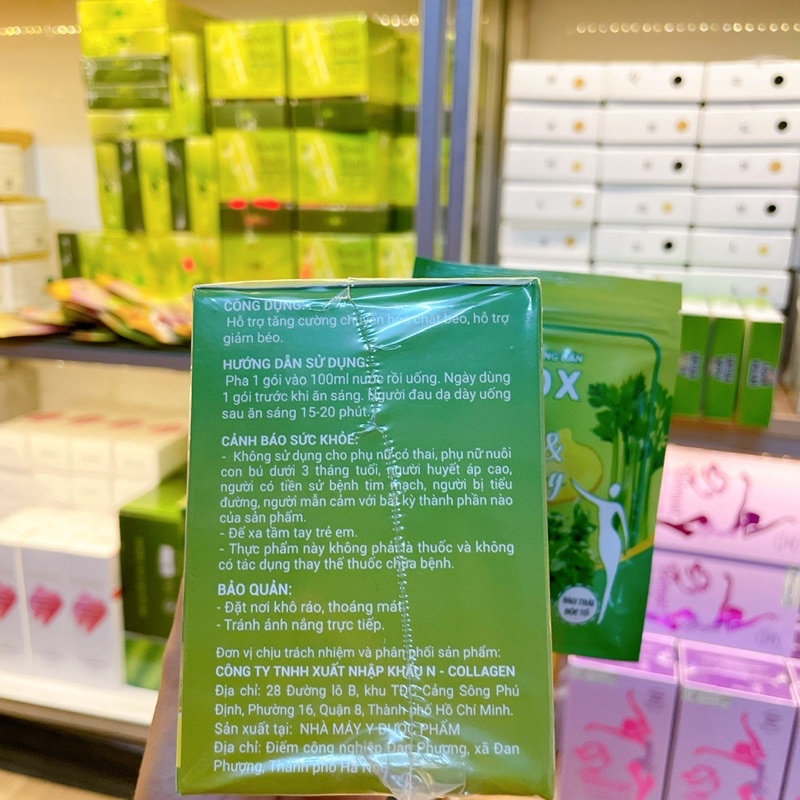 CÔNG DỤNG:
Hỗ trợ tăng cường chuyển hóa chất béo, hỗ trợ
giảm béo.
HƯỚNG DẪN SỬ DỤNG:
Pha 1 gói vào 100ml nước rồi uống. Ngày dùng
1 gói trước khi ăn sáng. Người đau dạ dày uống
sau ăn sáng 15-20 phút.
CẢNH BÁO SỨC KHỎE:
- Không sử dụng cho phụ nữ có thai, phụ nữ nuôi
con bú dưới 3 tháng tuổi, người huyết áp cao,
người có tiền sử bệnh tim mạch, người bị tiểu
đường, người mẫn cảm với bất kỳ thành phần nào
của sản phẩm.
- Để xa tầm tay trẻ em.
- Thực phẩm này không phải là thuốc và không
có tác dụng thay thế thuốc chữa bệnh.
BẢO QUẢN:
- Đặt nơi khô ráo, thoáng mát
- Tránh ánh nắng trực tiếp.
Đơn vị chịu trách nhiệm và phân phối sản phẩm:
CÔNG TY TNHH XUẤT NHẬP KHẨU N - COLLAGEN
Địa chỉ: 28 Đường lô B, khu TĐC Cảng Sông Phú
Định, Phường 16, Quận 8, Thành phố Hồ Chí Minh.
Sản xuất tại: NHÀ MÁY Y DƯỢC PHẨM
Địa chỉ: Điểm công nghiệp Đan Phượng, xã Đan
Phượng, Thành phố Hà
OX
&
ĐÀO THẢI
ĐỘC TỐ